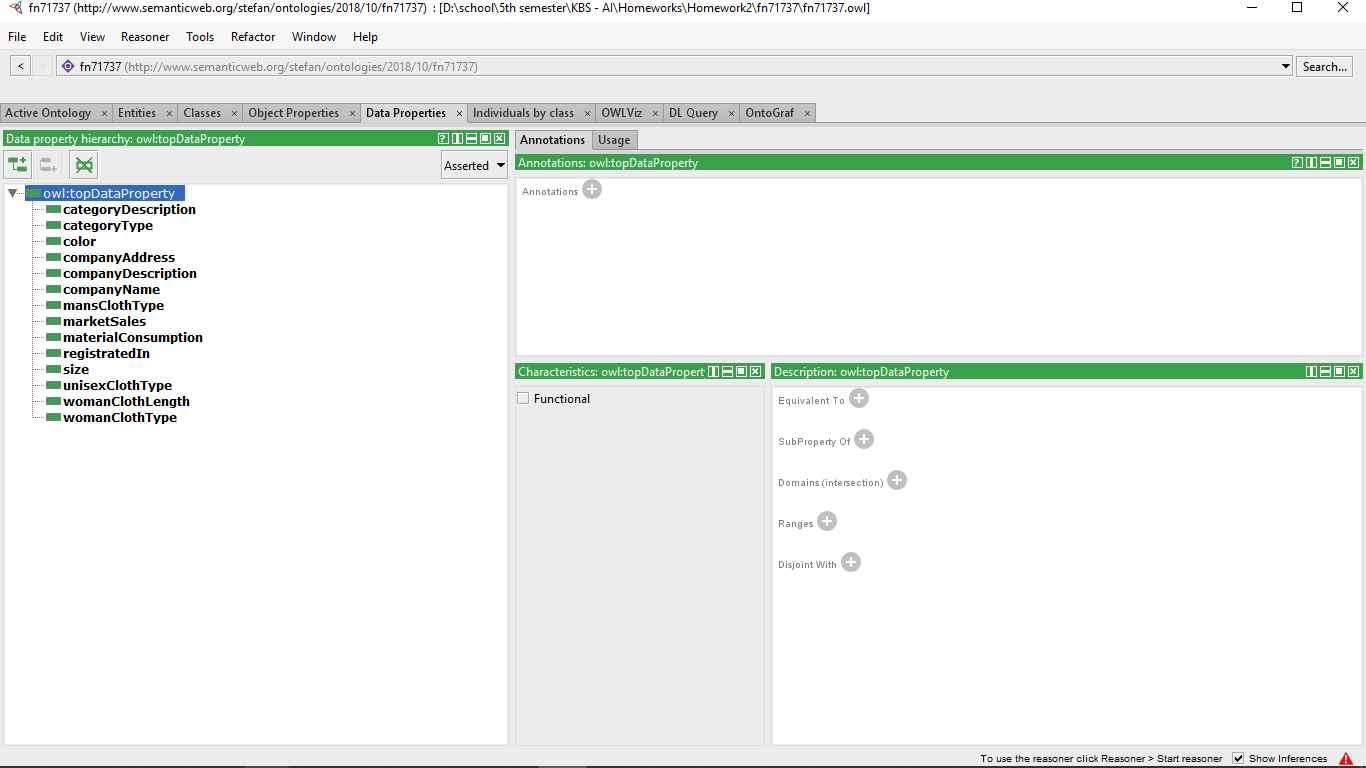 fn71737 (http://www.semanticweb.org/stefan/ontologies/2018/10/fn71737) : [D:\school\5th semester\KBS - AI\Homeworks\Homework2\fn71737\fn71737.owl]
File Edit View Reasoner Tools Refactor Window Help
< > fn71737 (http://www.semanticweb.org/stefan/ontologies/2018/10/fn71737) Search...
Active Ontology × Entities × Classes × Object Properties × Data Properties × Individuals by class × OWLViz × DL Query × OntoGraf ×
Data property hierarchy: owl:topDataProperty
Asserted
owl:topDataProperty
categoryDescription
categoryType
color
companyAddress
companyDescription
companyName
mansClothType
marketSales
materialConsumption
registratedIn
size
unisexClothType
womanClothLength
womanClothType
Annotations Usage
Annotations: owl:topDataProperty
Annotations
Characteristics: owl:topDataPropert
Functional
Description: owl:topDataProperty
Equivalent To
SubProperty Of
Domains (intersection)
Ranges
Disjoint With
To use the reasoner click Reasoner > Start reasoner Show Inferences